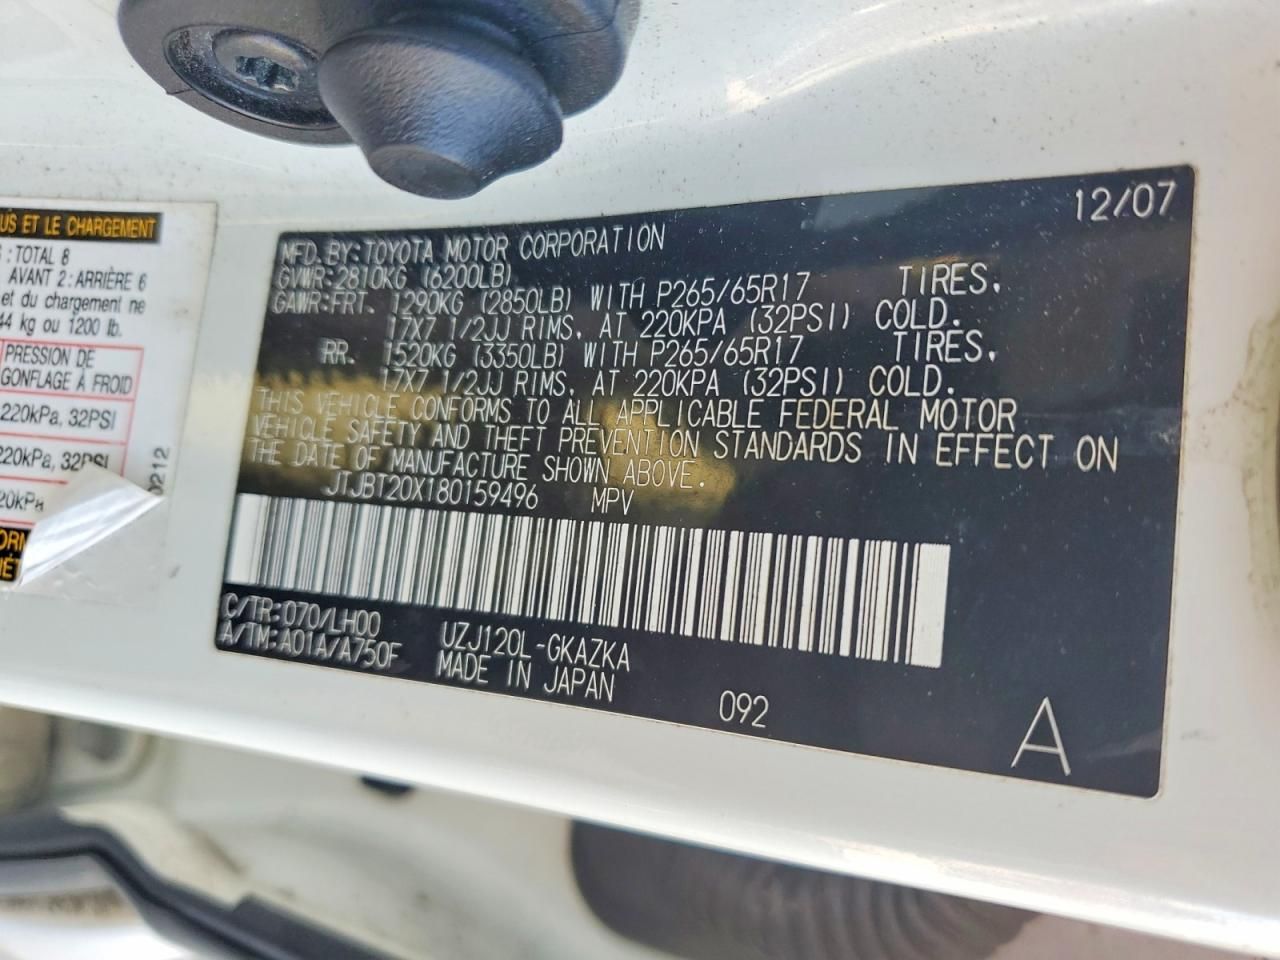 US ET LE CHARGEMENT
: TOTAL 8
AVANT 2: ARRIÈRE 6
et du chargement ne
44 kg ou 1200 lb.
PRESSION DE
GONFLAGE À FROID
220kPa, 32PSI
220kPa, 32PSI
20kPa
0212
12/07
MFD. BY: TOYOTA MOTOR CORPORATION
GVWR: 2810KG (6200LB)
GAWR: FRT. 1290KG (2850LB) WITH P265/65R17 TIRES,
17X7 1/2JJ RIMS, AT 220KPA (32PSI) COLD.
RR. 1520KG (3350LB) WITH P265/65R17 TIRES,
17X7 1/2JJ RIMS, AT 220KPA (32PSI) COLD.
THIS VEHICLE CONFORMS TO ALL APPLICABLE FEDERAL MOTOR
VEHICLE SAFETY AND THEFT PREVENTION STANDARDS IN EFFECT ON
THE DATE OF MANUFACTURE SHOWN ABOVE.
JTJBT20X180159496 MPV
C/TR: 070/LH00 UZJ120L-GKAZKA
A/TM: A01A/A750F MADE IN JAPAN
092
A